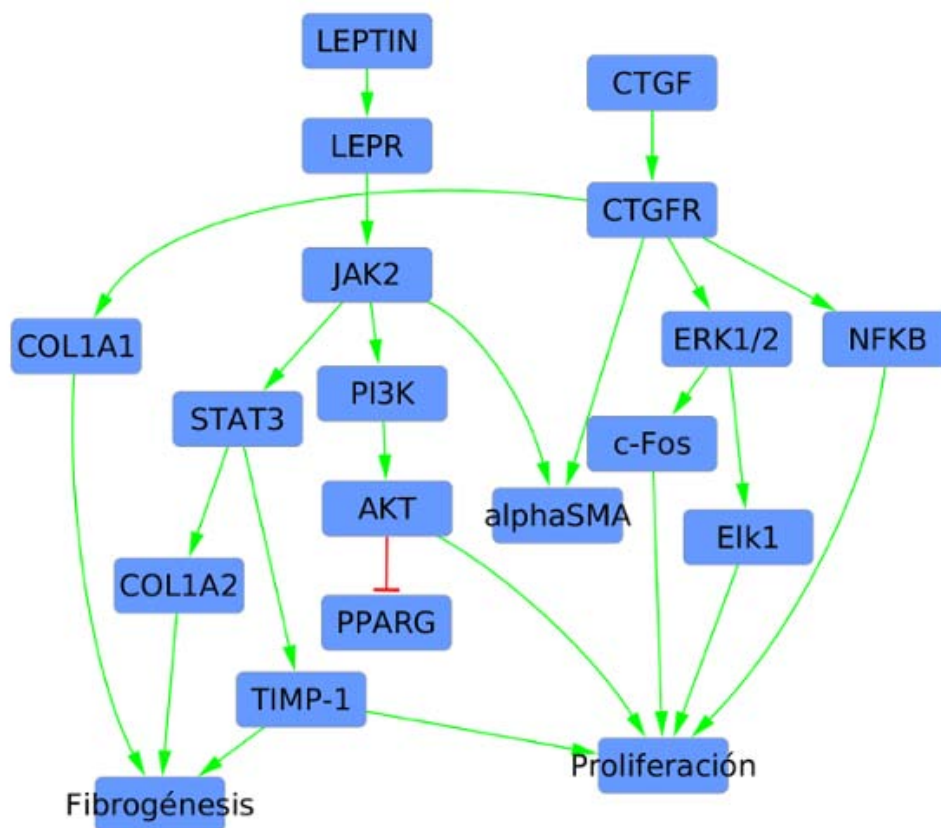 LEPTIN
CTGF
LEPR
CTGFR
JAK2
COL1A1
ERK1/2
NFKB
PI3K
STAT3
c-Fos
AKT
alphaSMA
Elk1
COL1A2
PPARG
TIMP-1
Proliferación
Fibrogénesis